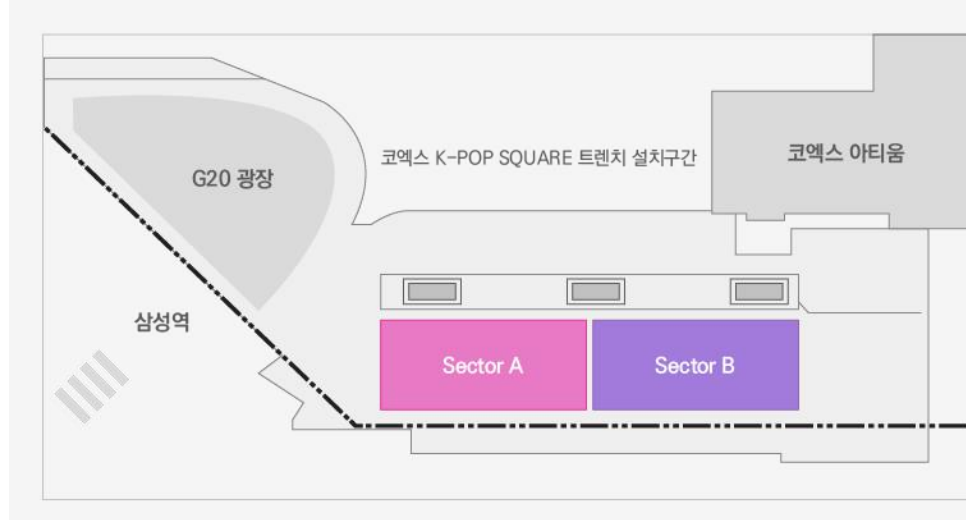 코엑스 K-POP SQUARE 트렌치 설치구간
코엑스 아티움
G20 광장
삼성역
Sector A
Sector B